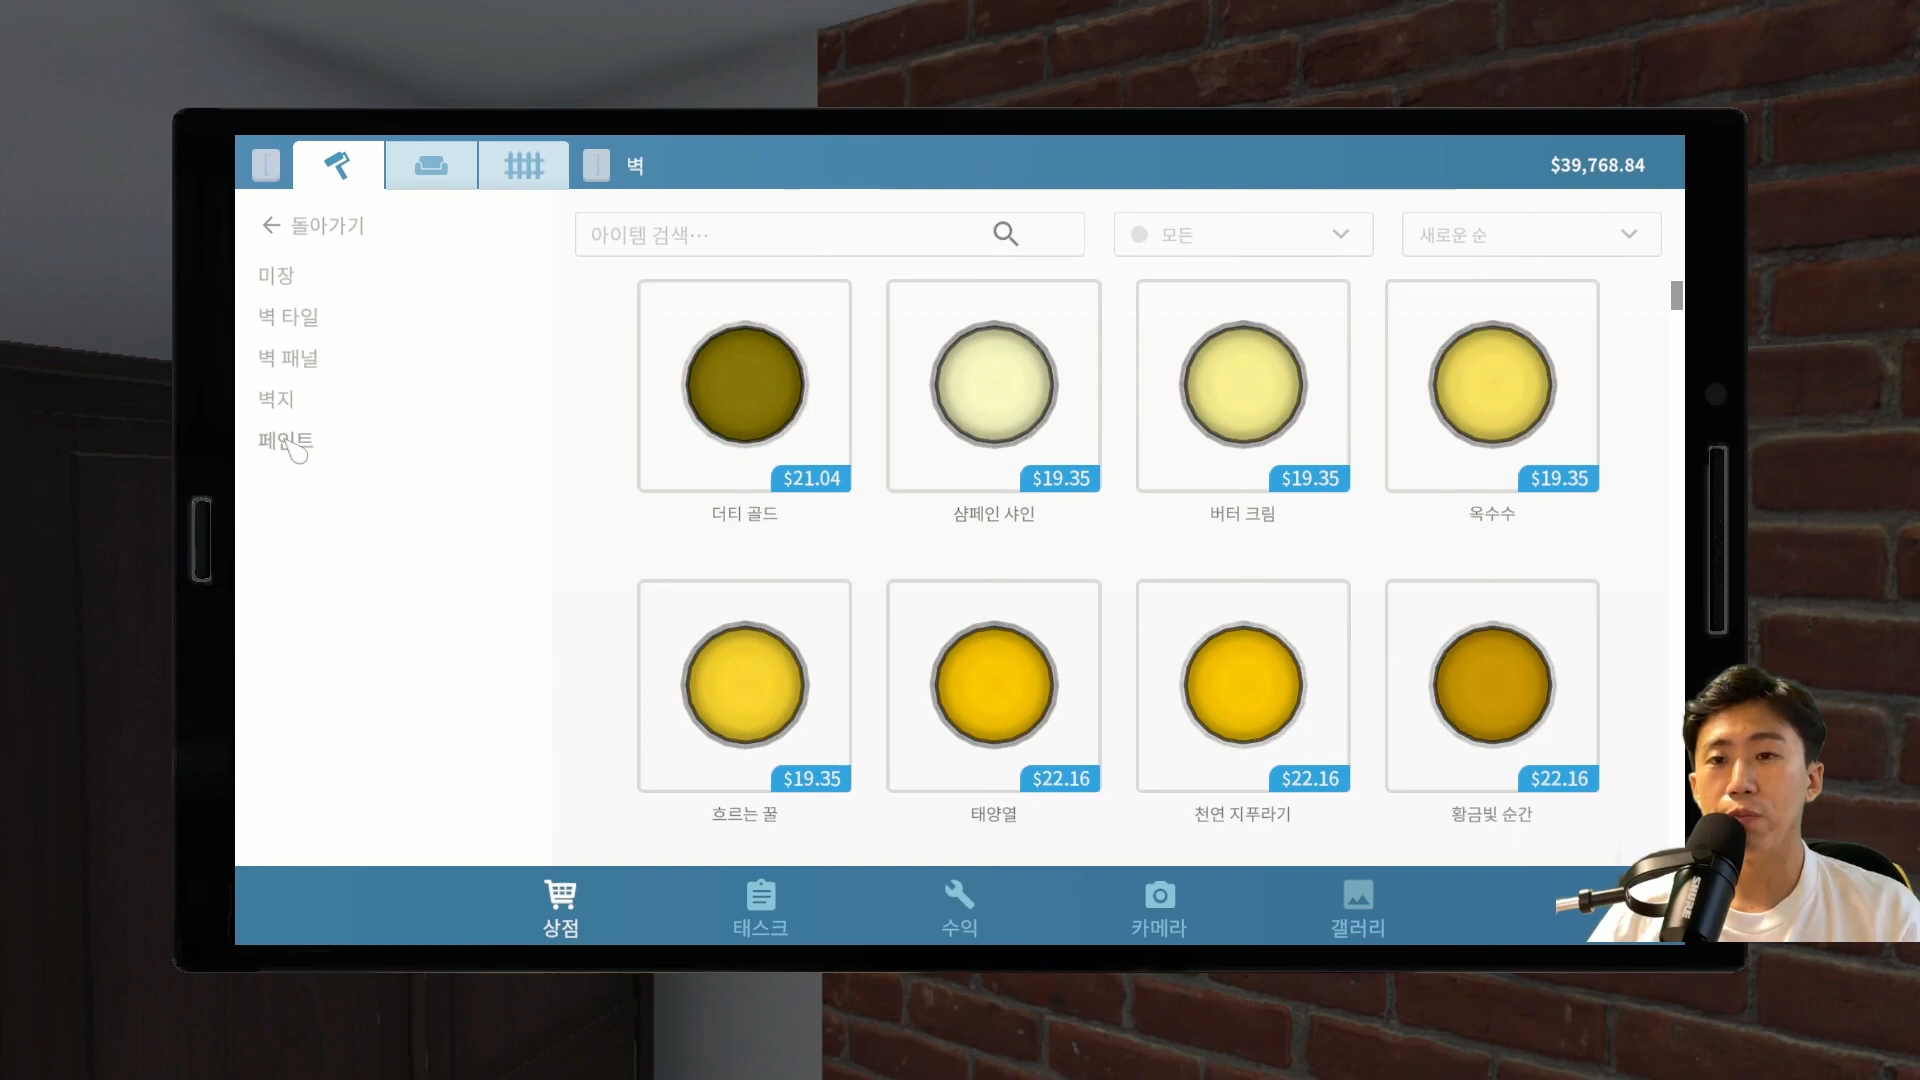 [
]
벽
$39,768.84
돌아가기
미장
벽 타일
벽 패널
벽지
페인트
아이템 검색…
모든
새로운 순
$21.04
$19.35
$19.35
$19.35
더티 골드
샴페인 샤인
버터 크림
옥수수
$19.35
$22.16
$22.16
$22.16
흐르는 꿀
태양열
천연 지푸라기
황금빛 순간
상점
태스크
수익
카메라
갤러리
SHURE